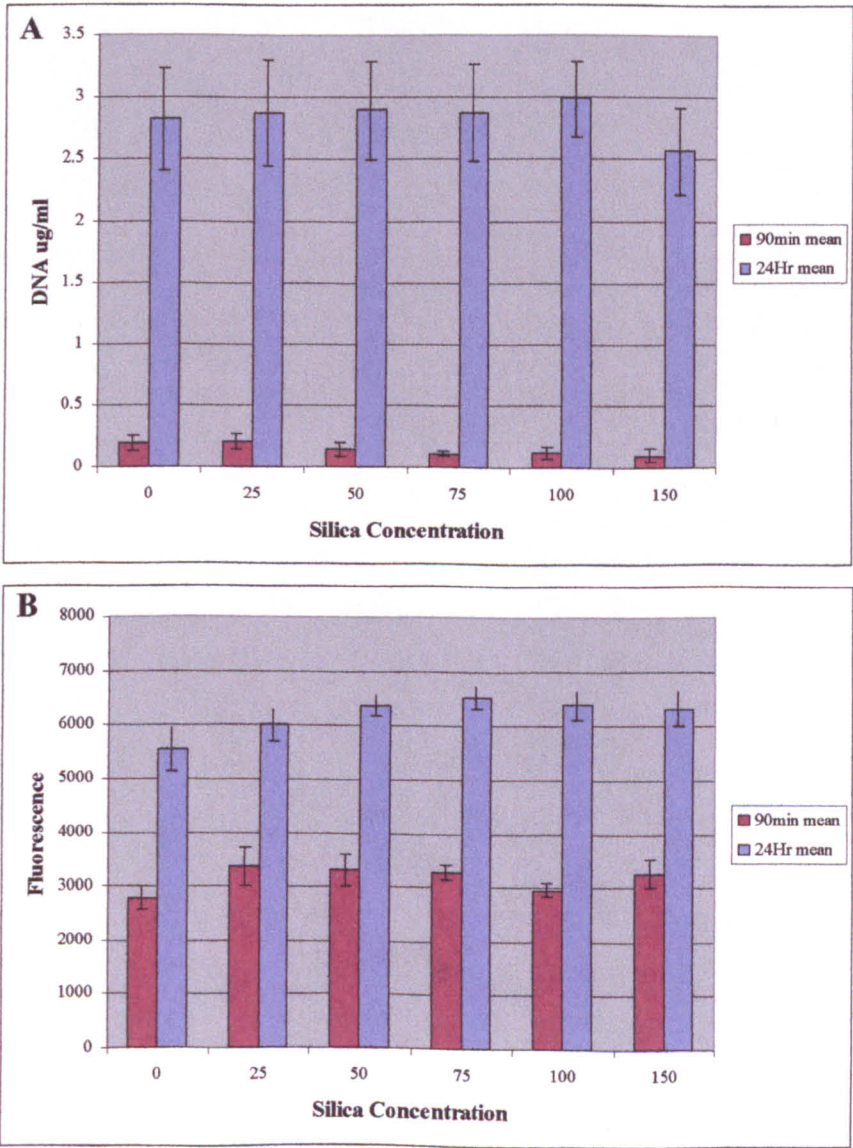 A
3.5
3
2.5
2
1.5
1
0.5
0
DNA ug/ml
0 25 50 75 100 150
Silica Concentration
90min mean
24Hr mean
B
8000
7000
6000
5000
4000
3000
2000
1000
0
Fluorescence
0 25 50 75 100 150
Silica Concentration
90min mean
24Hr mean